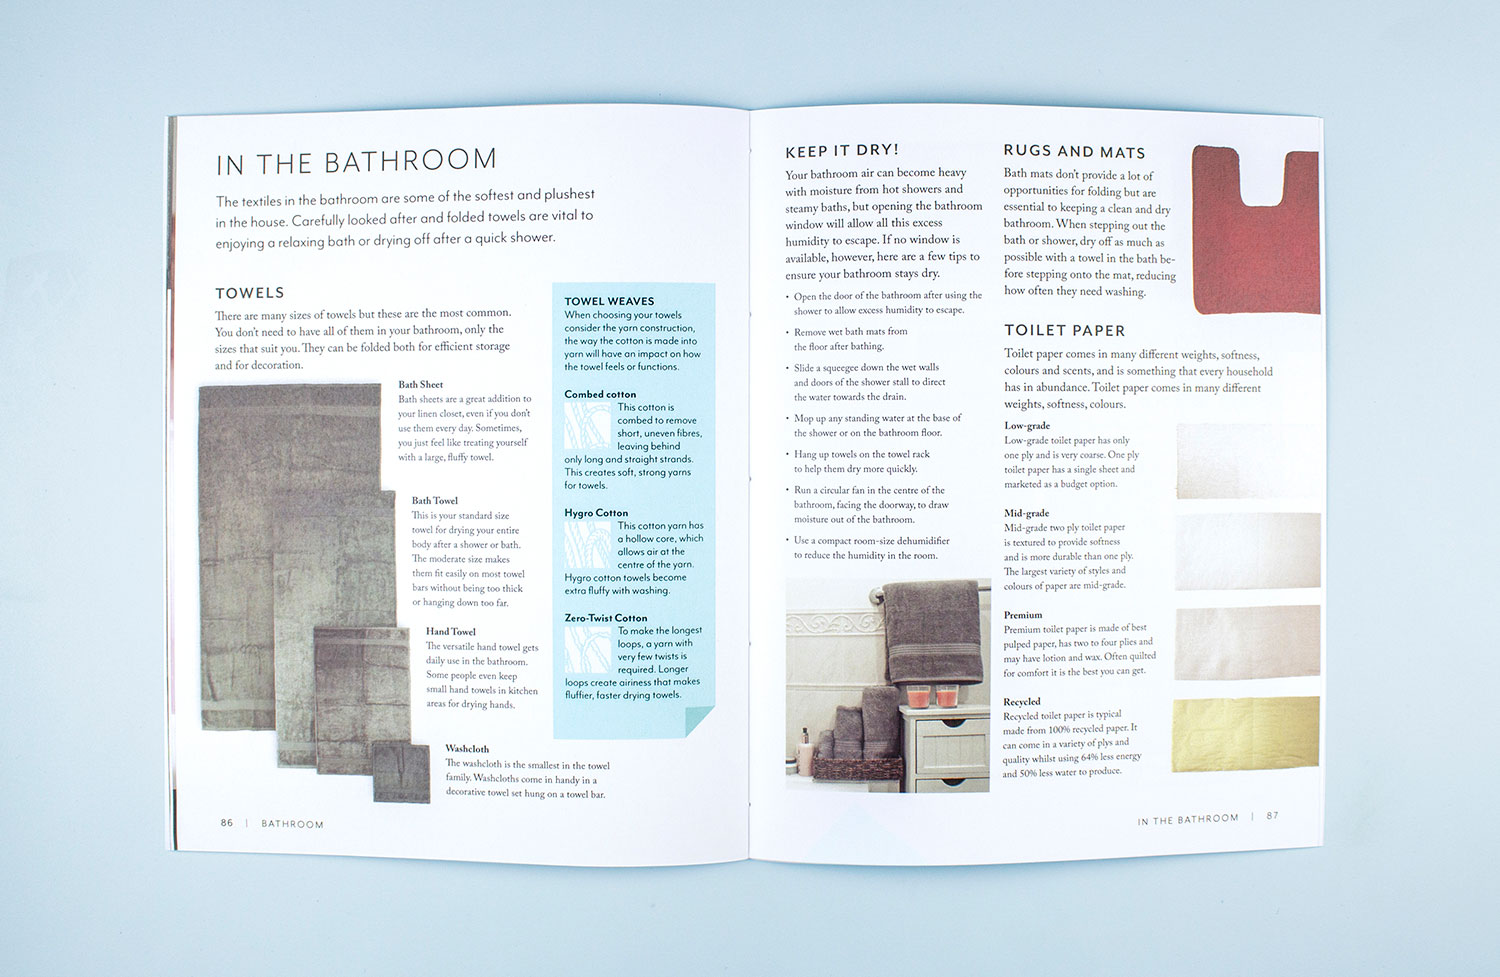 IN THE BATHROOM
The textiles in the bathroom are some of the softest and plushest
in the house. Carefully looked after and folded towels are vital to
enjoying a relaxing bath or drying off after a quick shower.
TOWELS
There are many sizes of towels but these are the most common.
You don't need to have all of them in your bathroom, only the
sizes that suit you. They can be folded both for efficient storage
and for decoration.
Bath Sheet
Bath sheets are a great addition to
your linen closet, even if you don't
use them every day. Sometimes,
you just feel like treating yourself
with a large, fluffy towel.
Bath Towel
This is your standard size
towel for drying your entire
body after a shower or bath.
The moderate size makes
them fit easily on most towel
bars without being too thick
or hanging down too far.
Hand Towel
The versatile hand towel gets
daily use in the bathroom.
Some people even keep
small hand towels in kitchen
areas for drying hands.
Washcloth
The washcloth is the smallest in the towel
family. Washcloths come in handy in a
decorative towel set hung on a towel bar.
TOWEL WEAVES
When choosing your towels
consider the yarn construction,
the way the cotton is made into
yarn will have an impact on how
the towel feels or functions.
Combed cotton
This cotton is
combed to remove
short, uneven fibres,
leaving behind
only long and straight strands.
This creates soft, strong yarns
for towels.
Hygro Cotton
This cotton yarn has
a hollow core, which
allows air at the
centre of the yarn.
Hygro cotton towels become
extra fluffy with washing.
Zero-Twist Cotton
To make the longest
loops, a yarn with
very few twists is
required. Longer
loops create airiness that makes
fluffier, faster drying towels.
86 | BATHROOM
KEEP IT DRY!
Your bathroom air can become heavy
with moisture from hot showers and
steamy baths, but opening the bathroom
window will allow all this excess
humidity to escape. If no window is
available, however, here are a few tips to
ensure your bathroom stays dry.
• Open the door of the bathroom after using the
shower to allow excess humidity to escape.
• Remove wet bath mats from
the floor after bathing.
• Slide a squeegee down the wet walls
and doors of the shower stall to direct
the water towards the drain.
• Mop up any standing water at the base of
the shower or on the bathroom floor.
• Hang up towels on the towel rack
to help them dry more quickly.
• Run a circular fan in the centre of the
bathroom, facing the doorway, to draw
moisture out of the bathroom.
• Use a compact room-size dehumidifier
to reduce the humidity in the room.
RUGS AND MATS
Bath mats don't provide a lot of
opportunities for folding but are
essential to keeping a clean and dry
bathroom. When stepping out the
bath or shower, dry off as much as
possible with a towel in the bath be-
fore stepping onto the mat, reducing
how often they need washing.
TOILET PAPER
Toilet paper comes in many different weights, softness,
colours and scents, and is something that every household
has in abundance. Toilet paper comes in many different
weights, softness, colours.
Low-grade
Low-grade toilet paper has only
one ply and is very coarse. One ply
toilet paper has a single sheet and
marketed as a budget option.
Mid-grade
Mid-grade two ply toilet paper
is textured to provide softness
and is more durable than one ply.
The largest variety of styles and
colours of paper are mid-grade.
Premium
Premium toilet paper is made of best
pulped paper, has two to four plies and
may have lotion and wax. Often quilted
for comfort it is the best you can get.
Recycled
Recycled toilet paper is typical
made from 100% recycled paper. It
can come in a variety of plys and
quality whilst using 64% less energy
and 50% less water to produce.
IN THE BATHROOM | 87